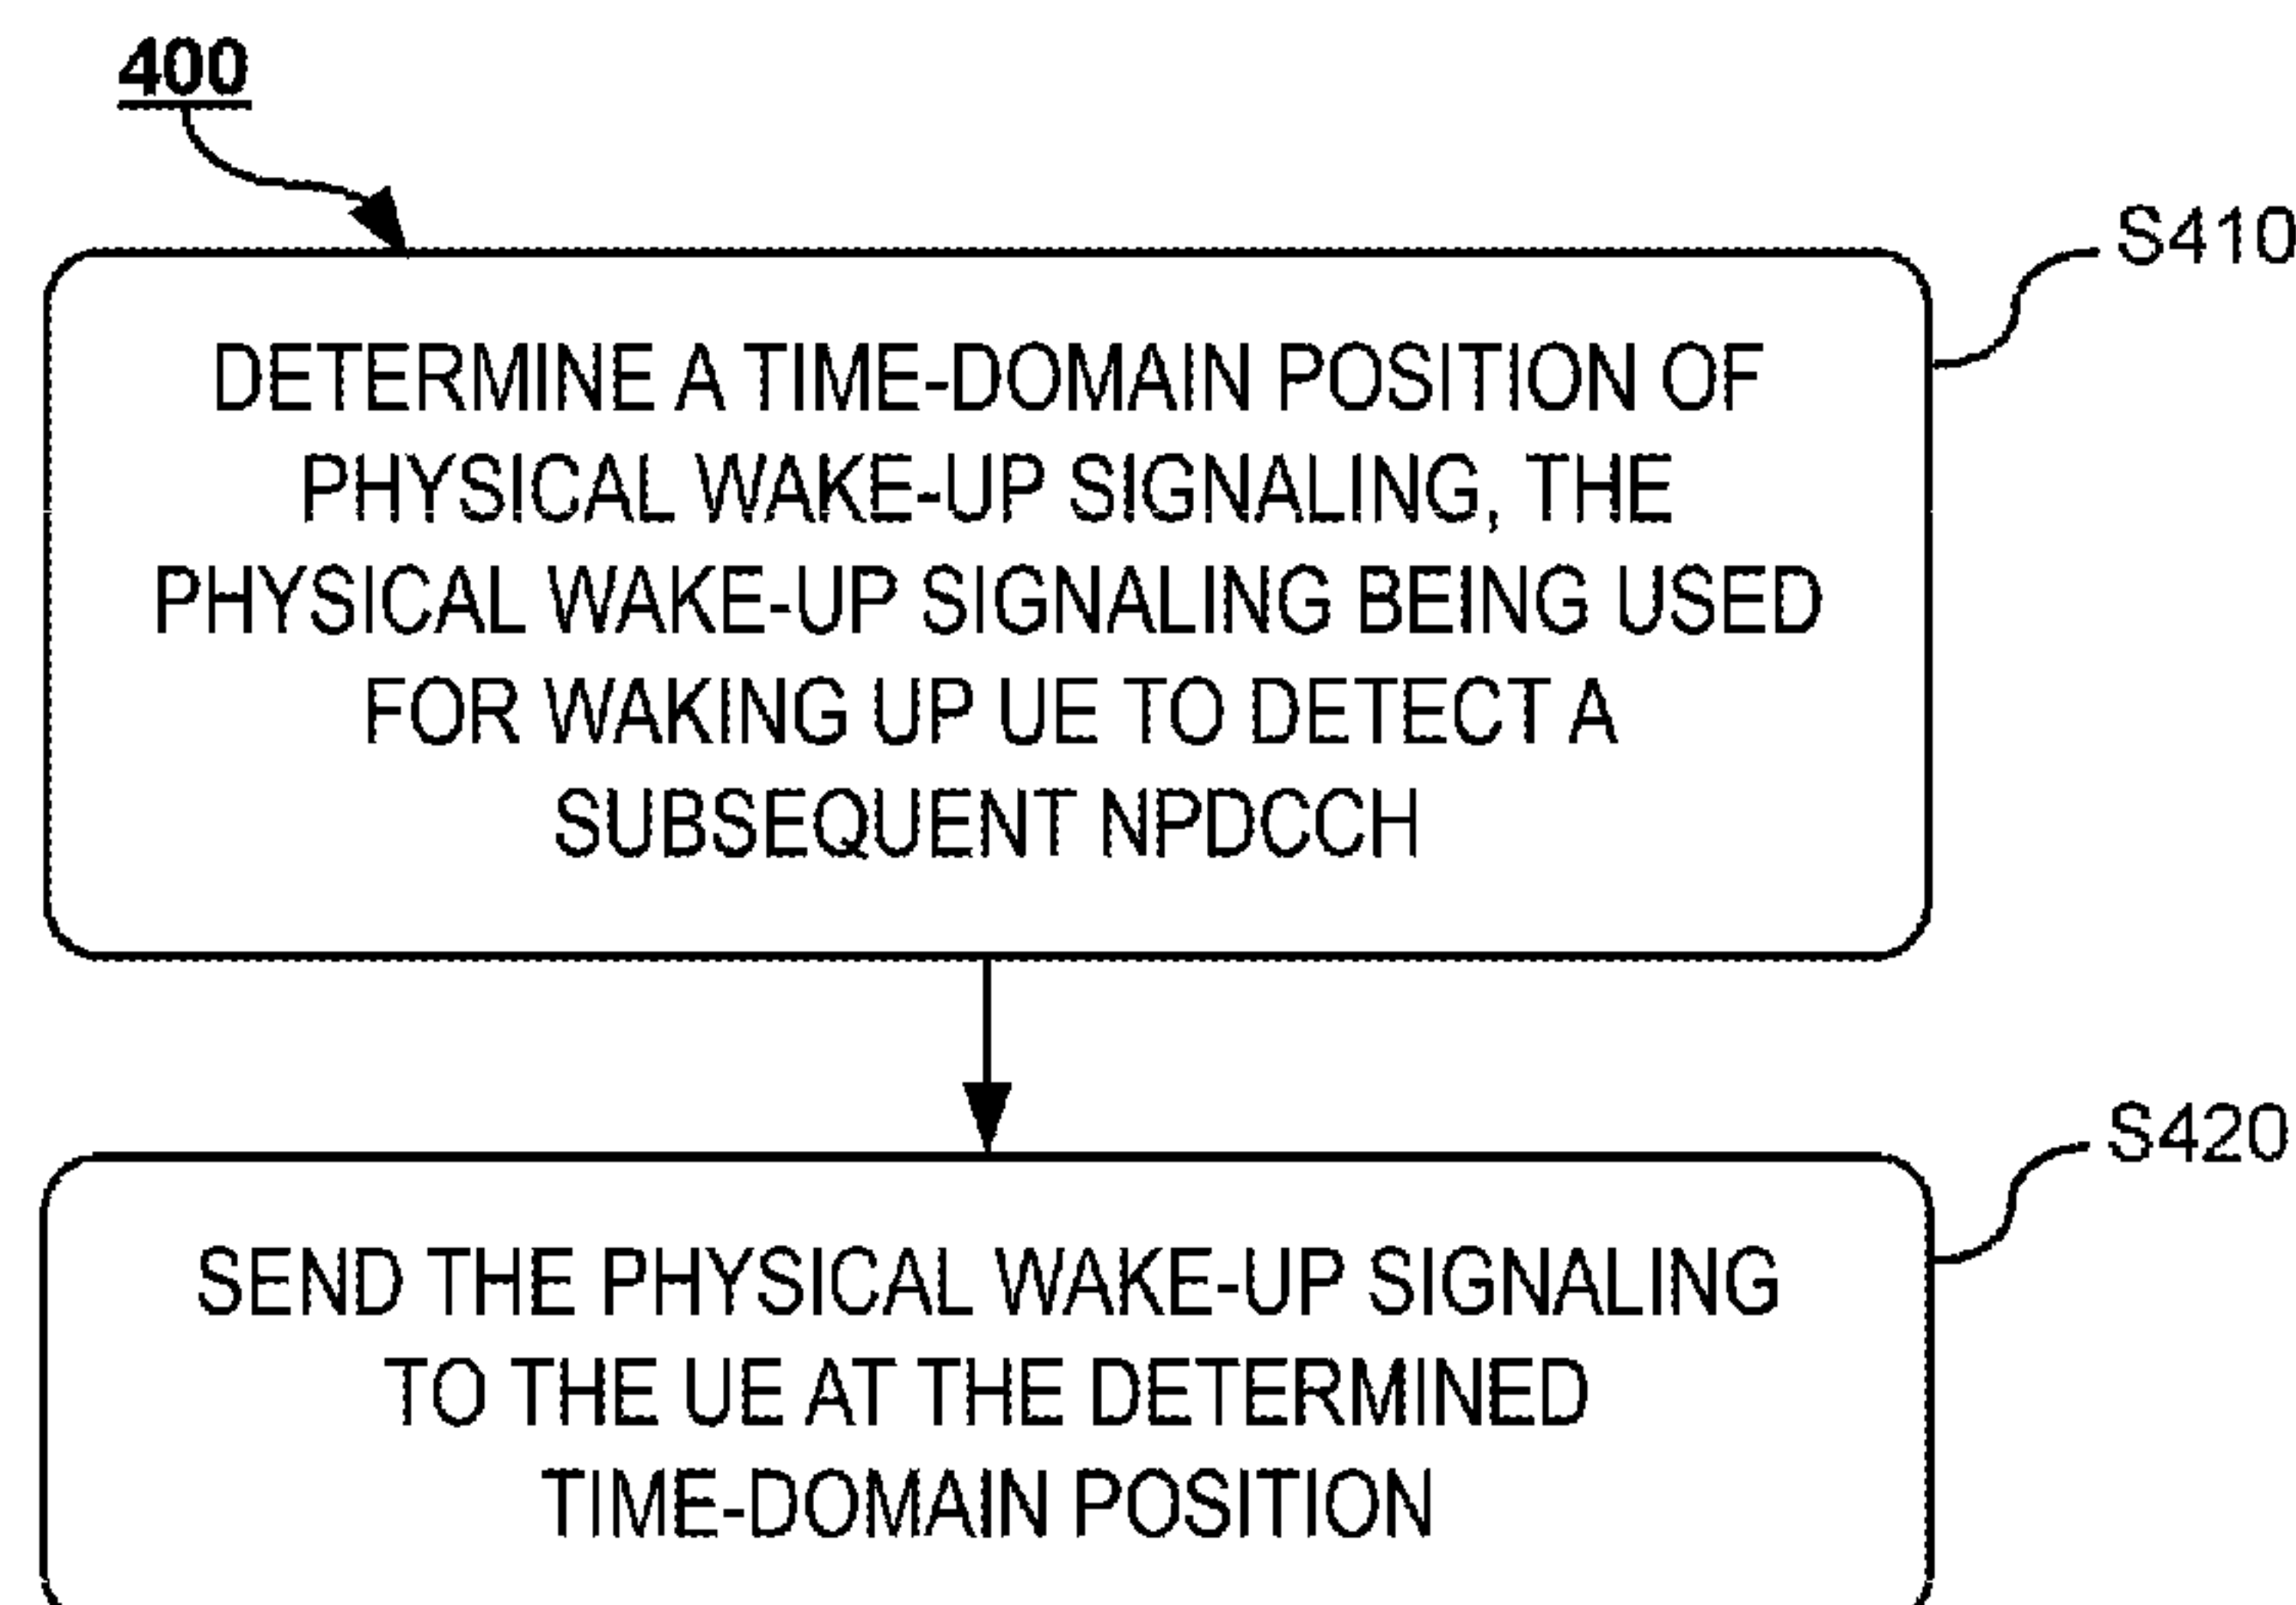 400
S410
DETERMINE A TIME-DOMAIN POSITION OF
PHYSICAL WAKE-UP SIGNALING, THE
PHYSICAL WAKE-UP SIGNALING BEING USED
FOR WAKING UP UE TO DETECT A
SUBSEQUENT NPDCCH
S420
SEND THE PHYSICAL WAKE-UP SIGNALING
TO THE UE AT THE DETERMINED
TIME-DOMAIN POSITION